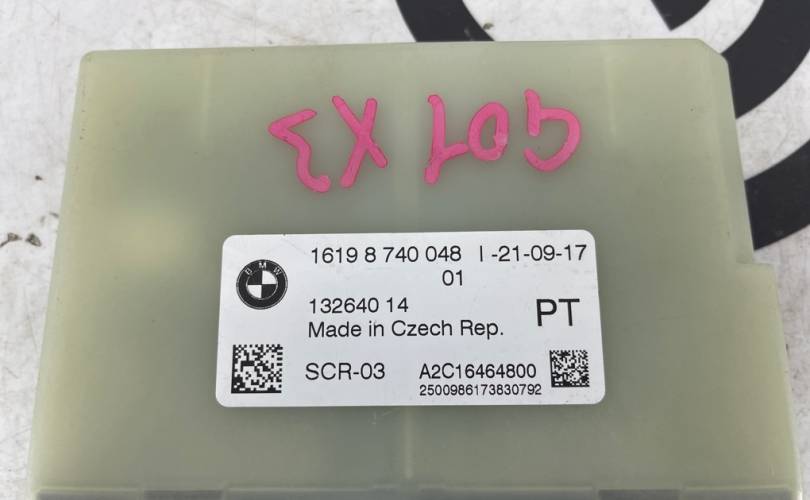 G01 X3
BMW
1619 8 740 048 I -21-09-17
01
132640 14
Made in Czech Rep.
PT
SCR-03 A2C16464800
2500986173830792